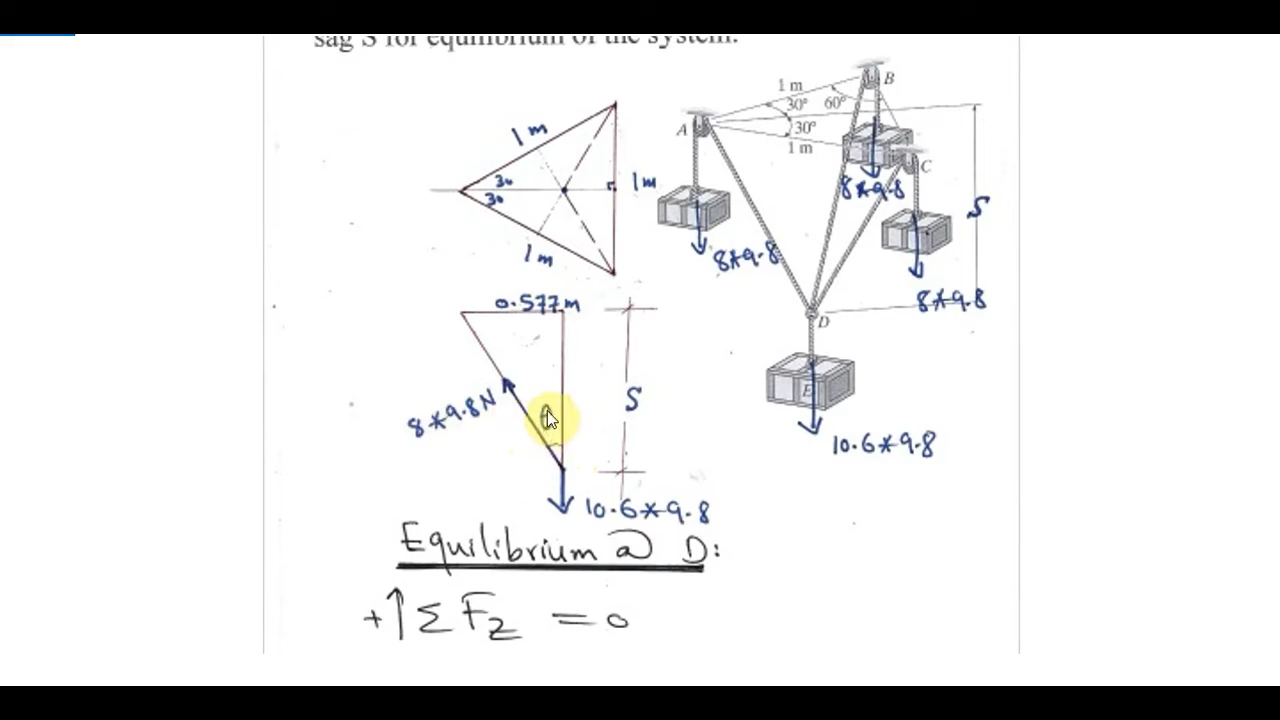 sag S for equilibrium of the system.
1 m
30
30
1 m
1 m
A
B
C
D
E
1 m
30°
60°
30°
1 m
S
8*9.8
8*9.8
8*9.8
10.6*9.8
0.577m
8*9.8N
θ
S
10.6*9.8
Equilibrium @ D:
+↑ Σ Fz = 0